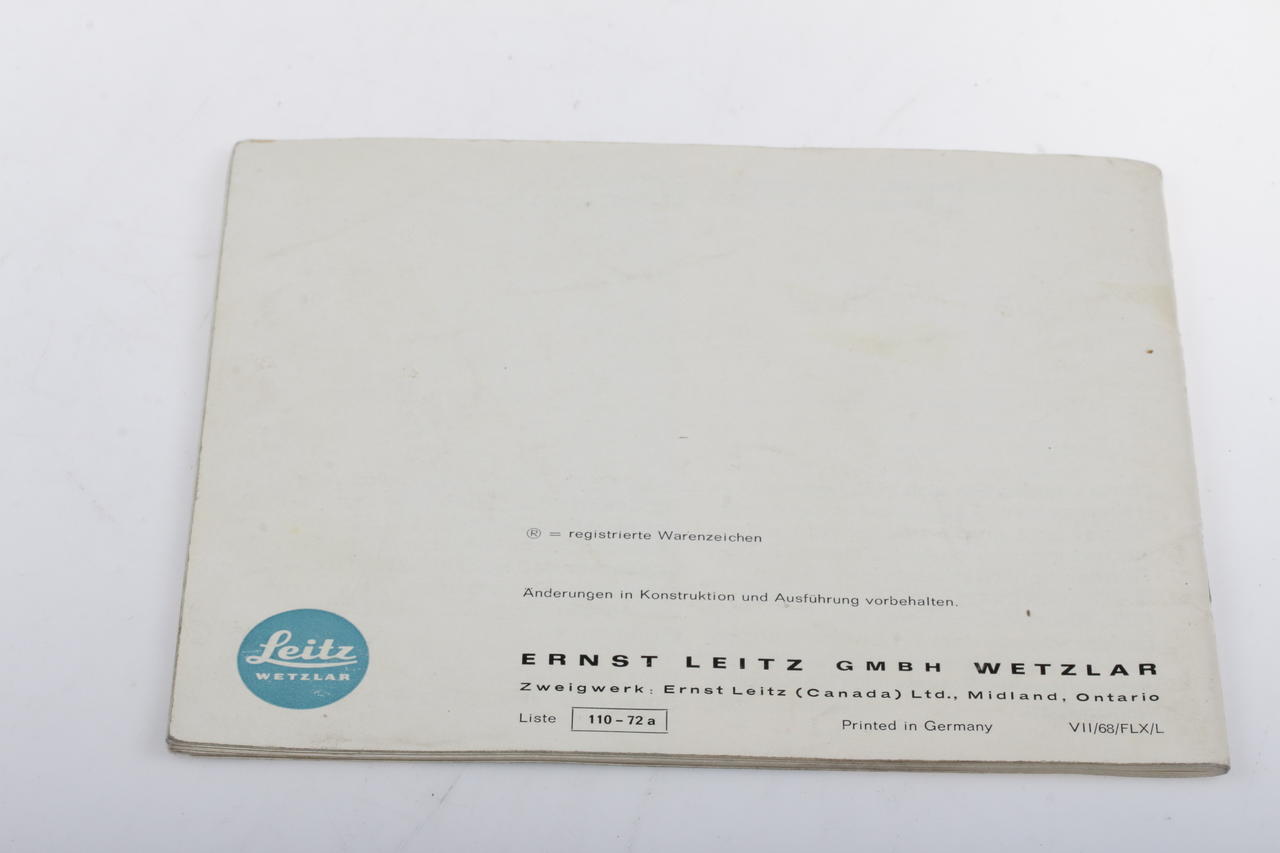 ® = registrierte Warenzeichen
Änderungen in Konstruktion und Ausführung vorbehalten.
Leitz
WETZLAR
ERNST LEITZ GMBH WETZLAR
Zweigwerk: Ernst Leitz (Canada) Ltd., Midland, Ontario
Liste 110-72a Printed in Germany VII/68/FLX/L